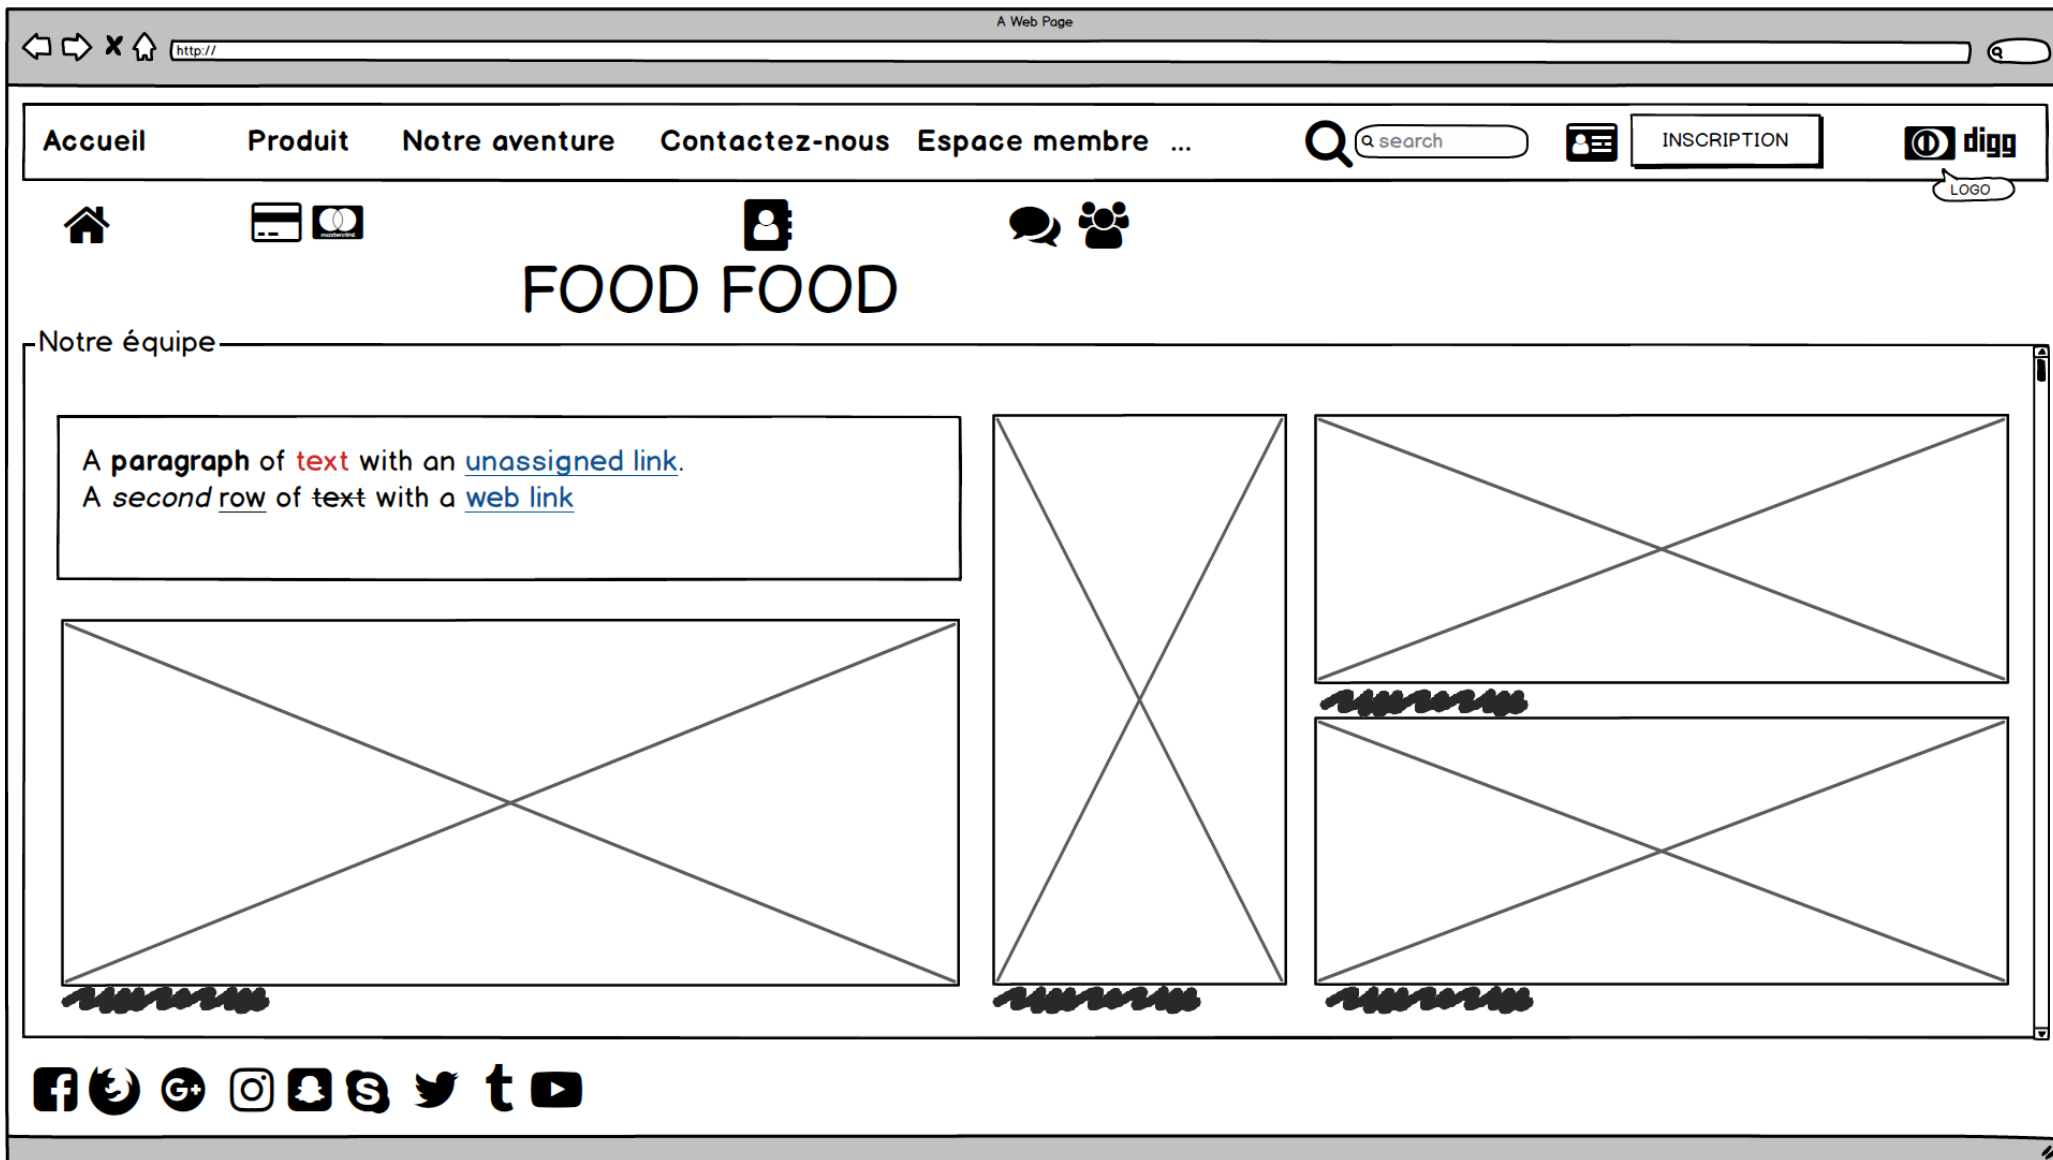 A Web Page
http://
Accueil Produit Notre aventure Contactez-nous Espace membre ... search INSCRIPTION digg
LOGO
mastercard
FOOD FOOD
Notre équipe
A paragraph of text with an unassigned link.
A second row of text with a web link